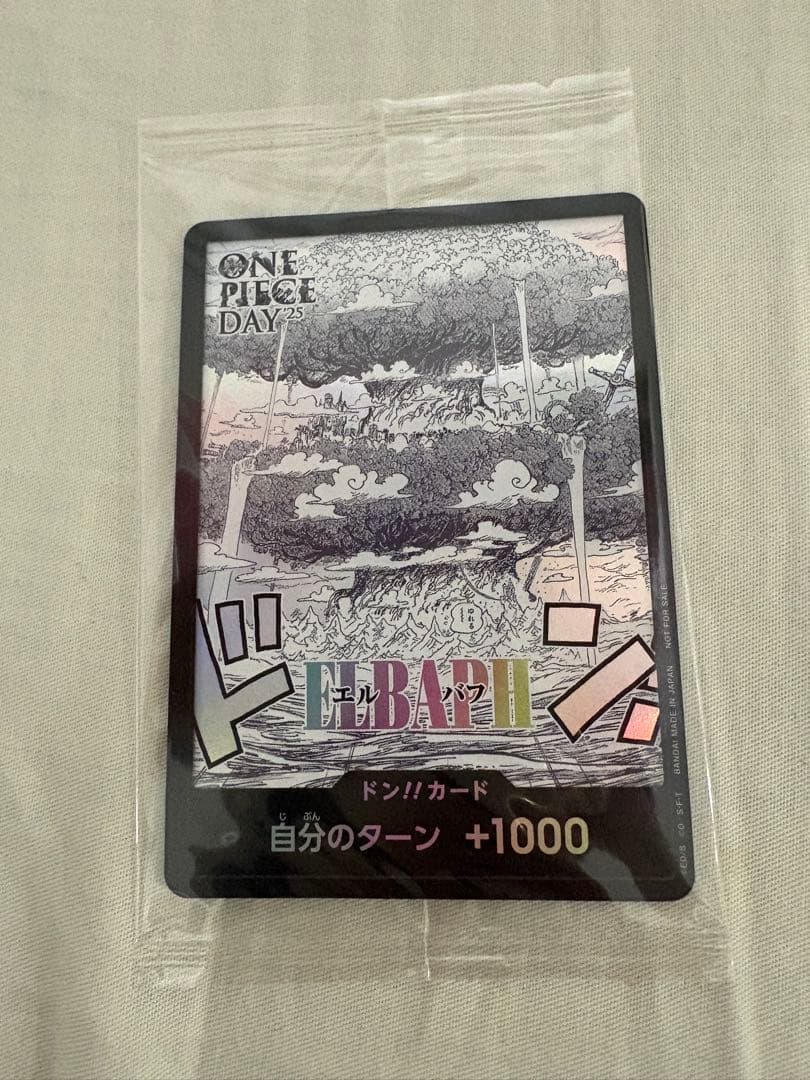 ONE
PIECE
DAY '25
ゆれる
ド
ン!!
ELBAPH
エルバフ
ドン!!カード
じ ぶん
自分のターン +1000
BANDAI MADE IN JAPAN NOT FOR SALE